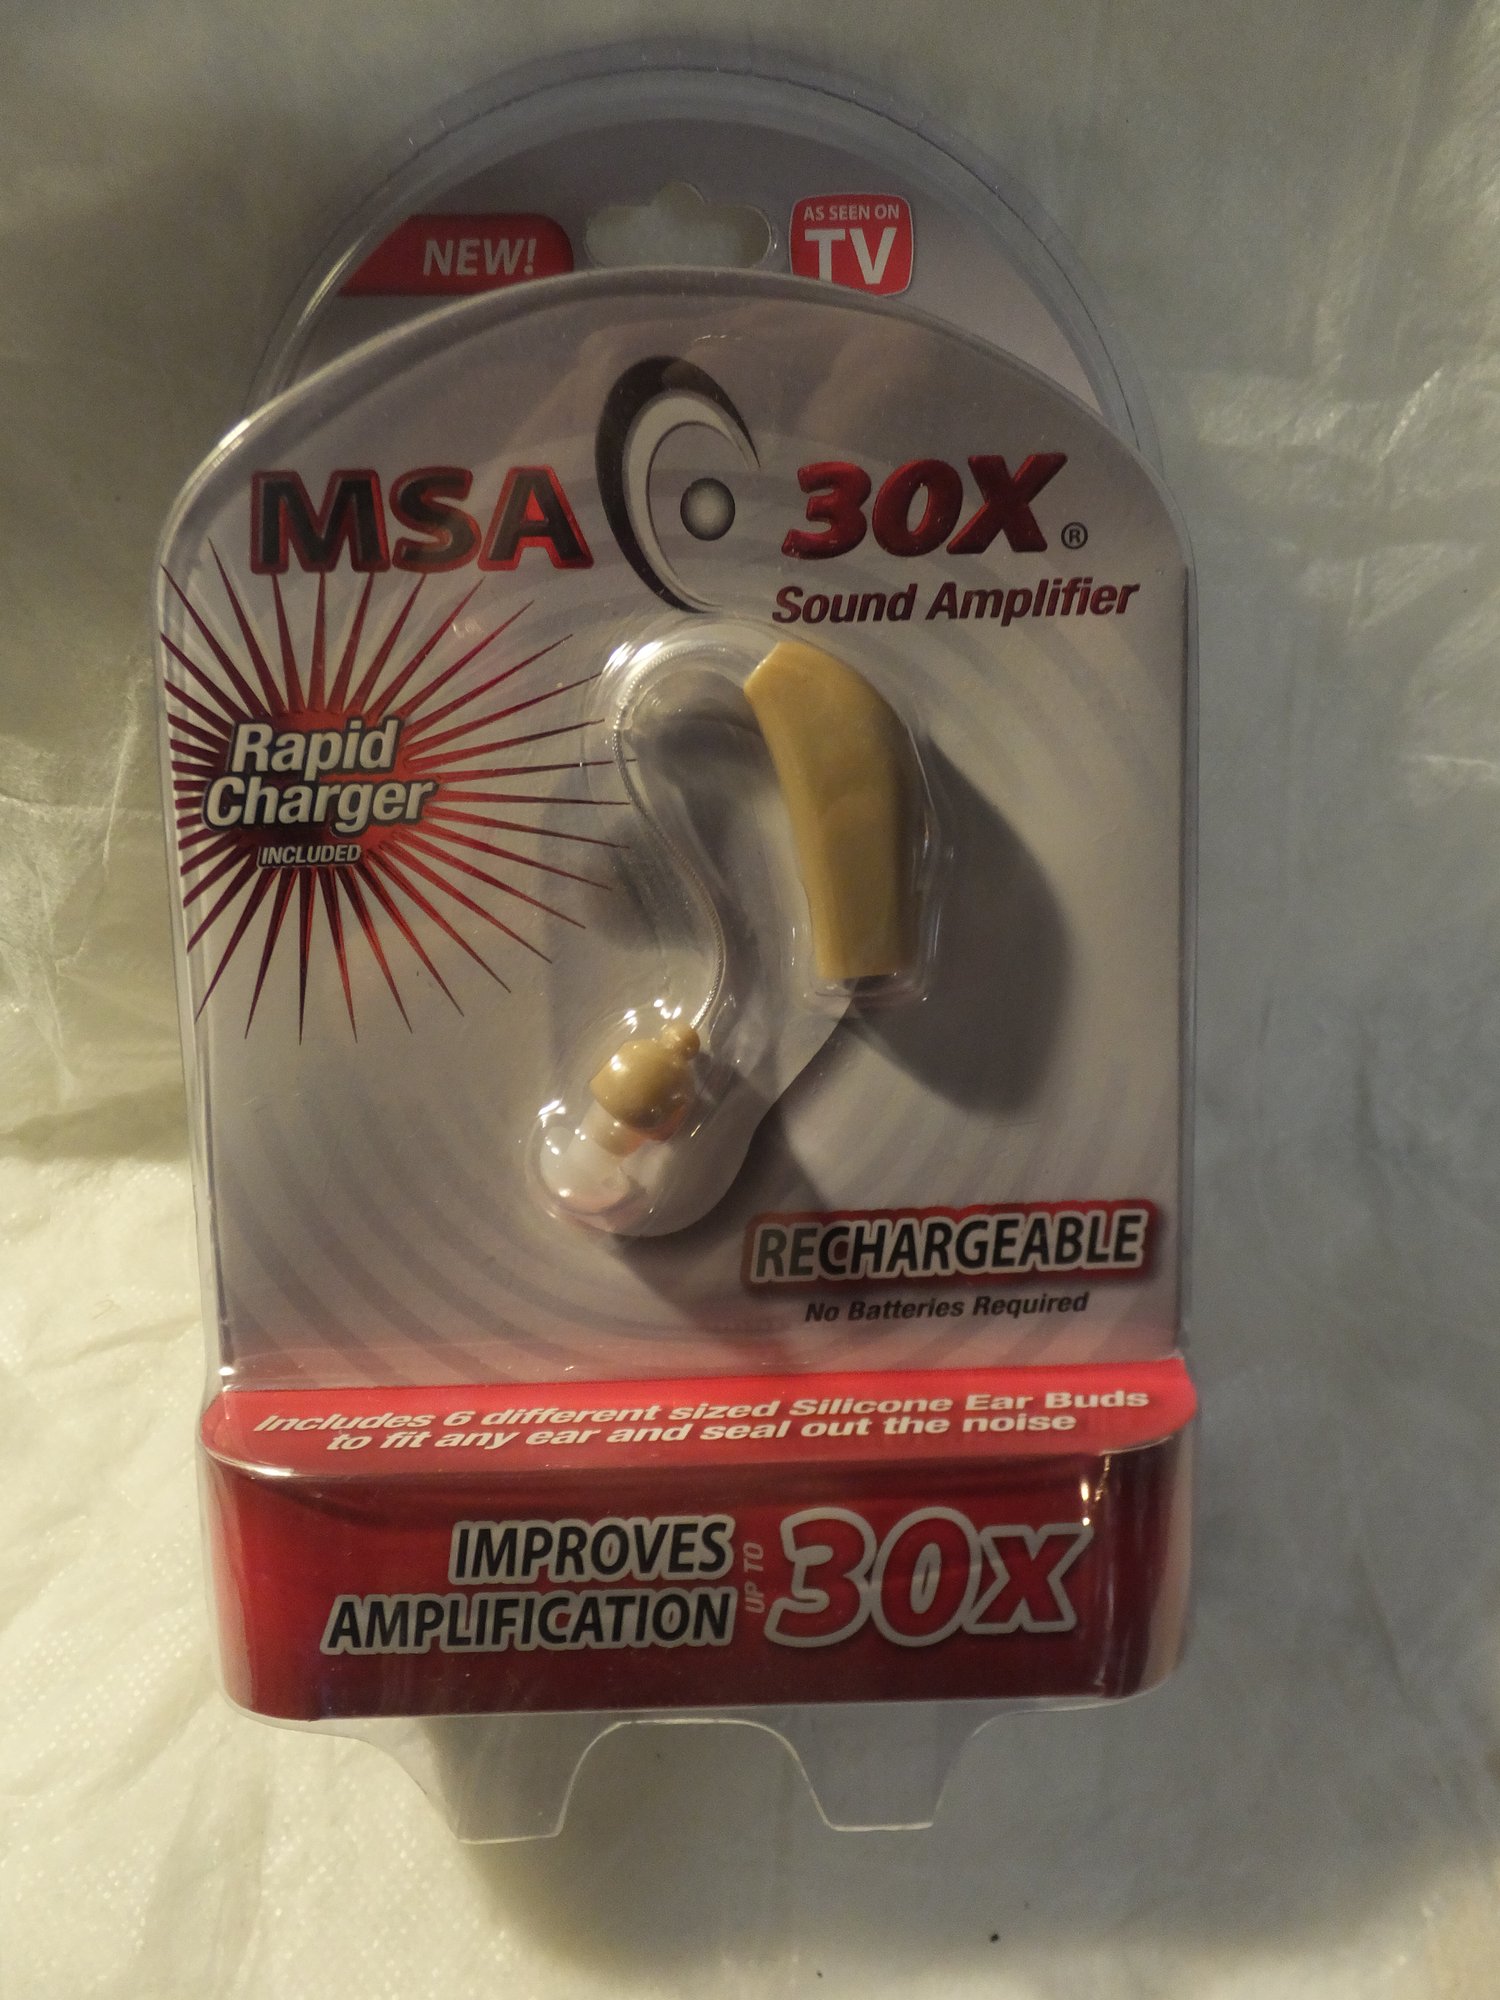 NEW!
AS SEEN ON
TV
MSA 30X®
Sound Amplifier
Rapid
Charger
INCLUDED
RECHARGEABLE
No Batteries Required
Includes 6 different sized Silicone Ear Buds
to fit any ear and seal out the noise
IMPROVES
AMPLIFICATION
UP TO
30x